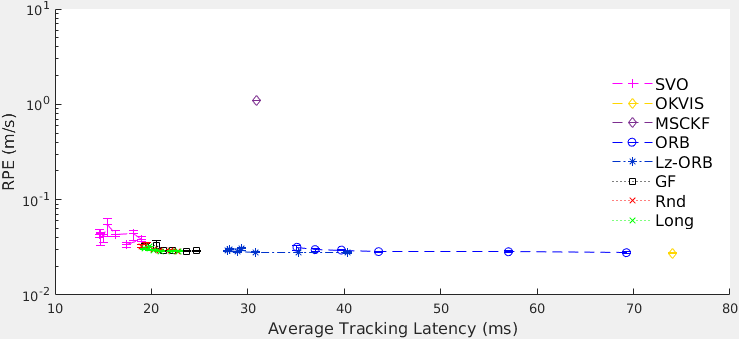 10^1
10^0
10^-1
10^-2
RPE (m/s)
10 20 30 40 50 60 70 80
Average Tracking Latency (ms)
SVO
OKVIS
MSCKF
ORB
Lz-ORB
GF
Rnd
Long